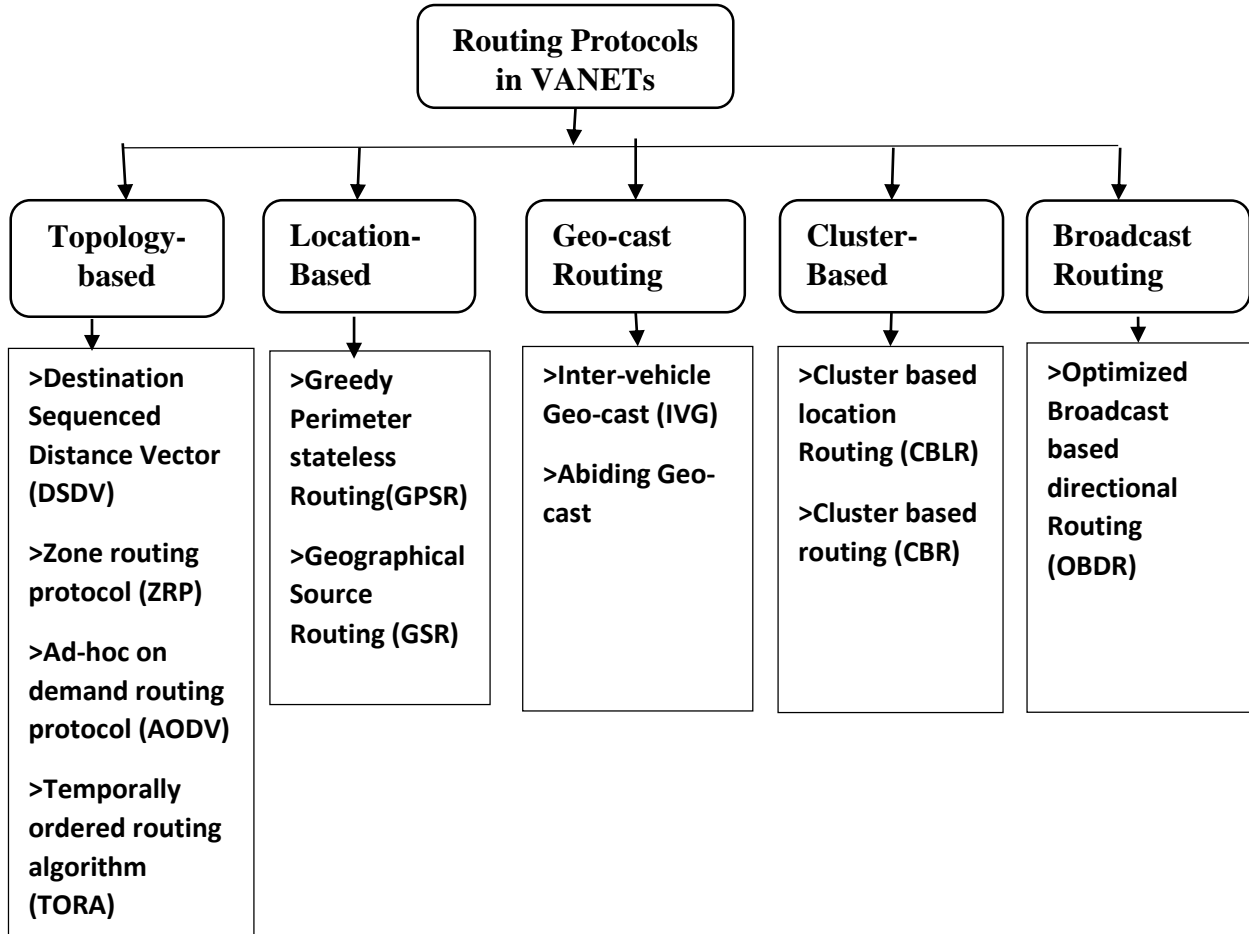 Routing Protocols
in VANETs
Topology-
based
Location-
Based
Geo-cast
Routing
Cluster-
Based
Broadcast
Routing
>Destination
Sequenced
Distance Vector
(DSDV)
>Zone routing
protocol (ZRP)
>Ad-hoc on
demand routing
protocol (AODV)
>Temporally
ordered routing
algorithm
(TORA)
>Greedy
Perimeter
stateless
Routing(GPSR)
>Geographical
Source
Routing (GSR)
>Inter-vehicle
Geo-cast (IVG)
>Abiding Geo-
cast
>Cluster based
location
Routing (CBLR)
>Cluster based
routing (CBR)
>Optimized
Broadcast
based
directional
Routing
(OBDR)